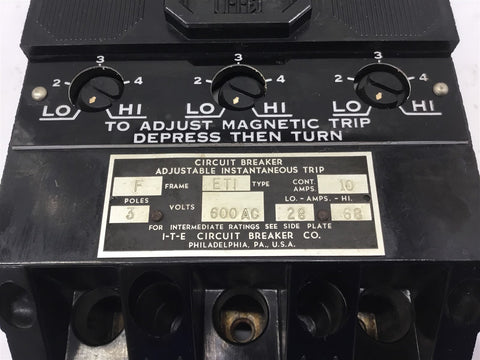 I-T-E
3 3 3
2 4 2 4 2 4
LO HI LO HI LO HI
TO ADJUST MAGNETIC TRIP
DEPRESS THEN TURN
CIRCUIT BREAKER
ADJUSTABLE INSTANTANEOUS TRIP
F FRAME ET1 TYPE CONT. AMPS. 10
POLES LO. - AMPS - HI.
3 VOLTS 600 AC 28 68
FOR INTERMEDIATE RATINGS SEE SIDE PLATE
I-T-E CIRCUIT BREAKER CO.
PHILADELPHIA, PA., U.S.A.